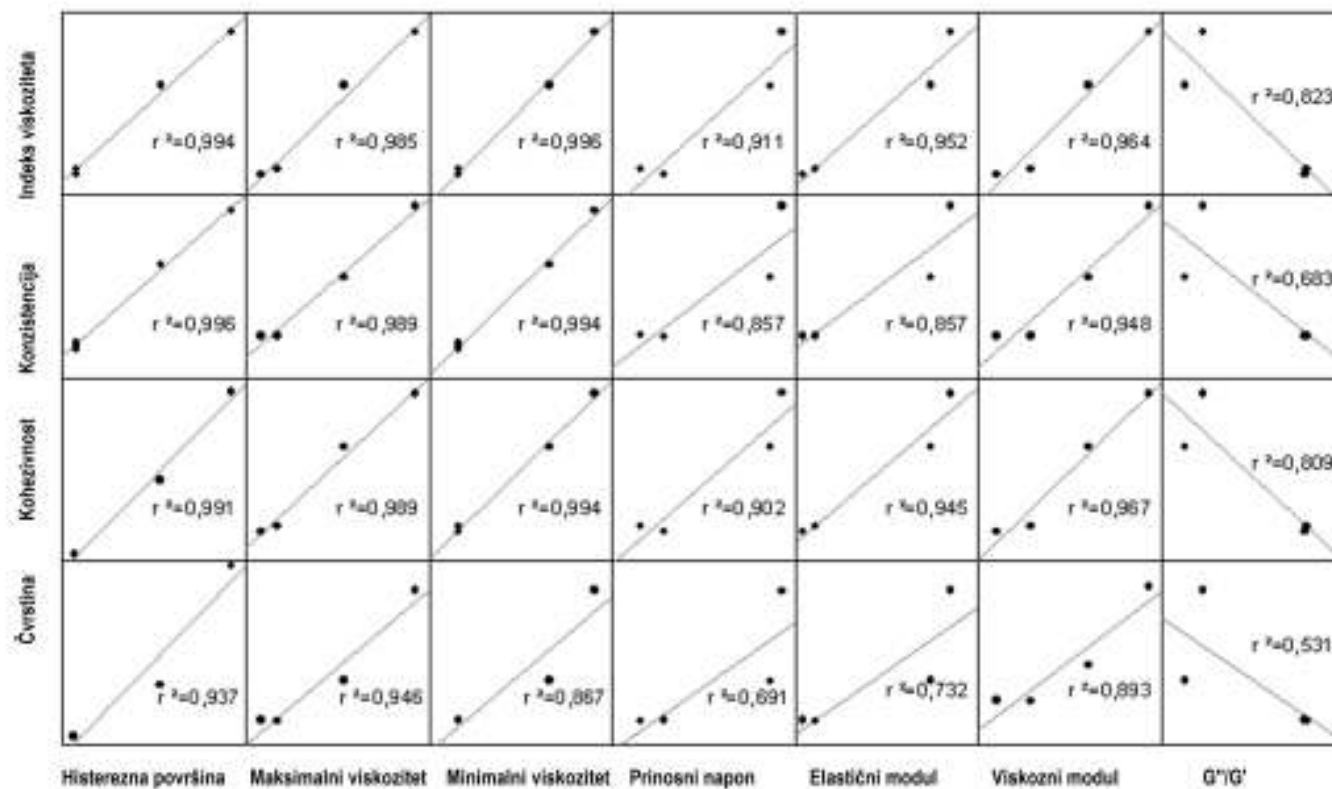 Indeks viskoziteta
r ²=0,994
r ²=0,985
r ²=0,996
r ²=0,911
r ²=0,952
r ²=0,964
r ²=0,823
Konzistencija
r ²=0,996
r ²=0,989
r ²=0,994
r ²=0,857
r ²=0,857
r ²=0,948
r ²=0,683
Kohezivnost
r ²=0,991
r ²=0,989
r ²=0,994
r ²=0,902
r ²=0,945
r ²=0,967
r ²=0,809
Čvrstina
r ²=0,937
r ²=0,946
r ²=0,867
r ²=0,691
r ²=0,732
r ²=0,893
r ²=0,531
Histerezna površina
Maksimalni viskozitet
Minimalni viskozitet
Prinosni napon
Elastični modul
Viskozni modul
G"/G'